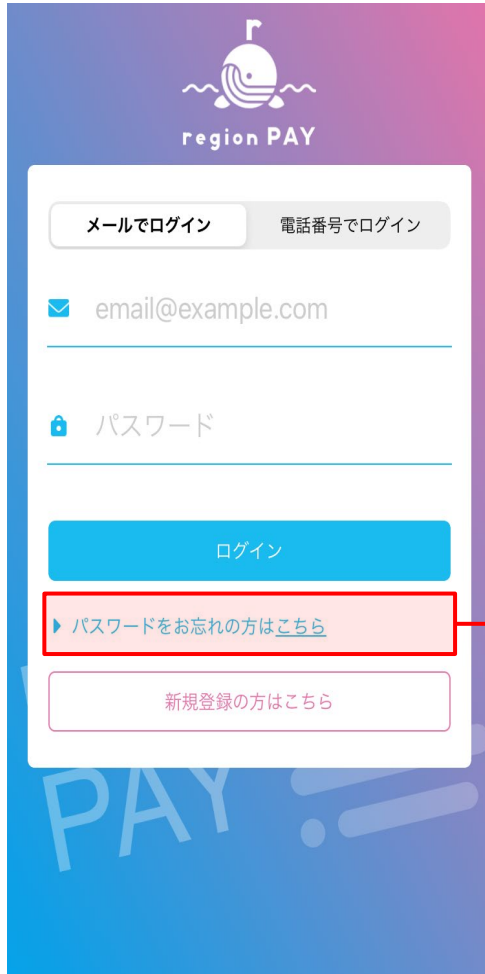 r
region PAY
メールでログイン 電話番号でログイン
email@example.com
パスワード
ログイン
パスワードをお忘れの方はこちら
新規登録の方はこちら
PAY